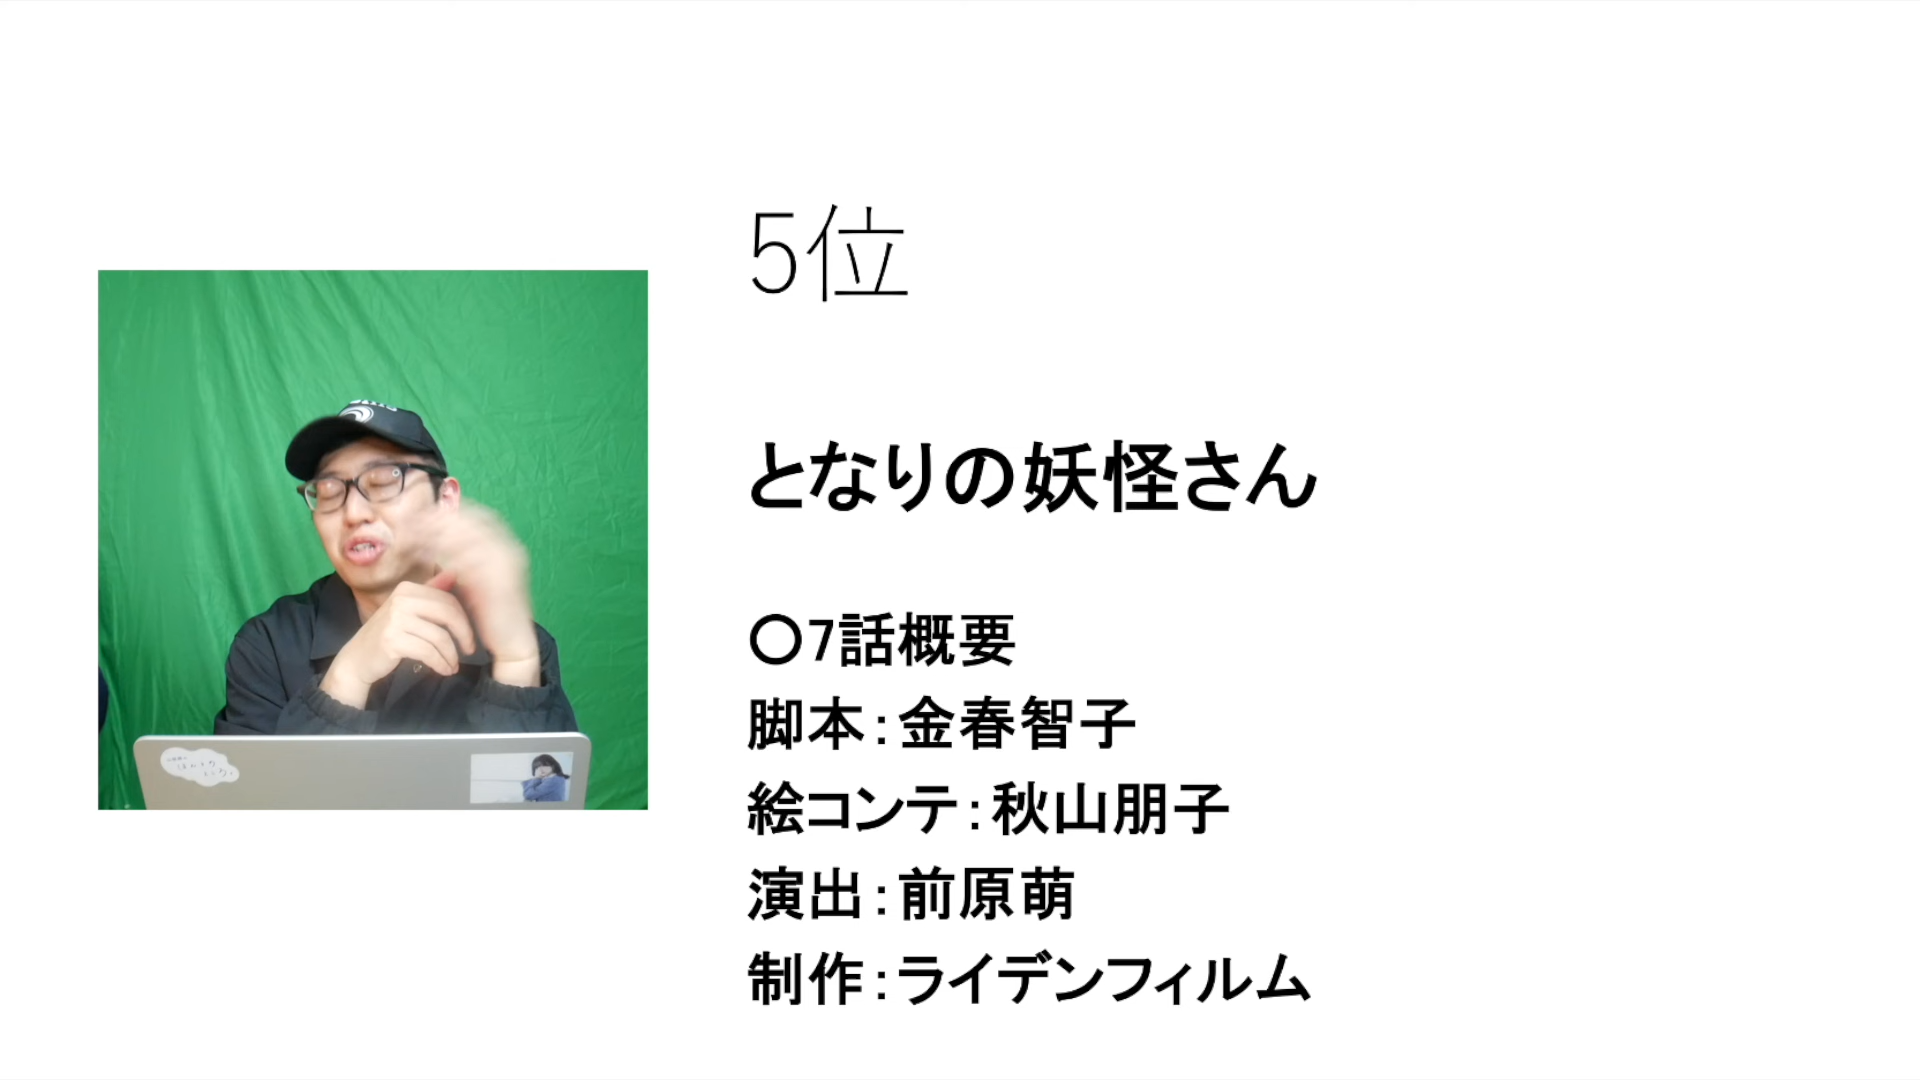 5位
となりの妖怪さん
〇7話概要
脚本：金春智子
絵コンテ：秋山朋子
演出：前原萌
制作：ライデンフィルム